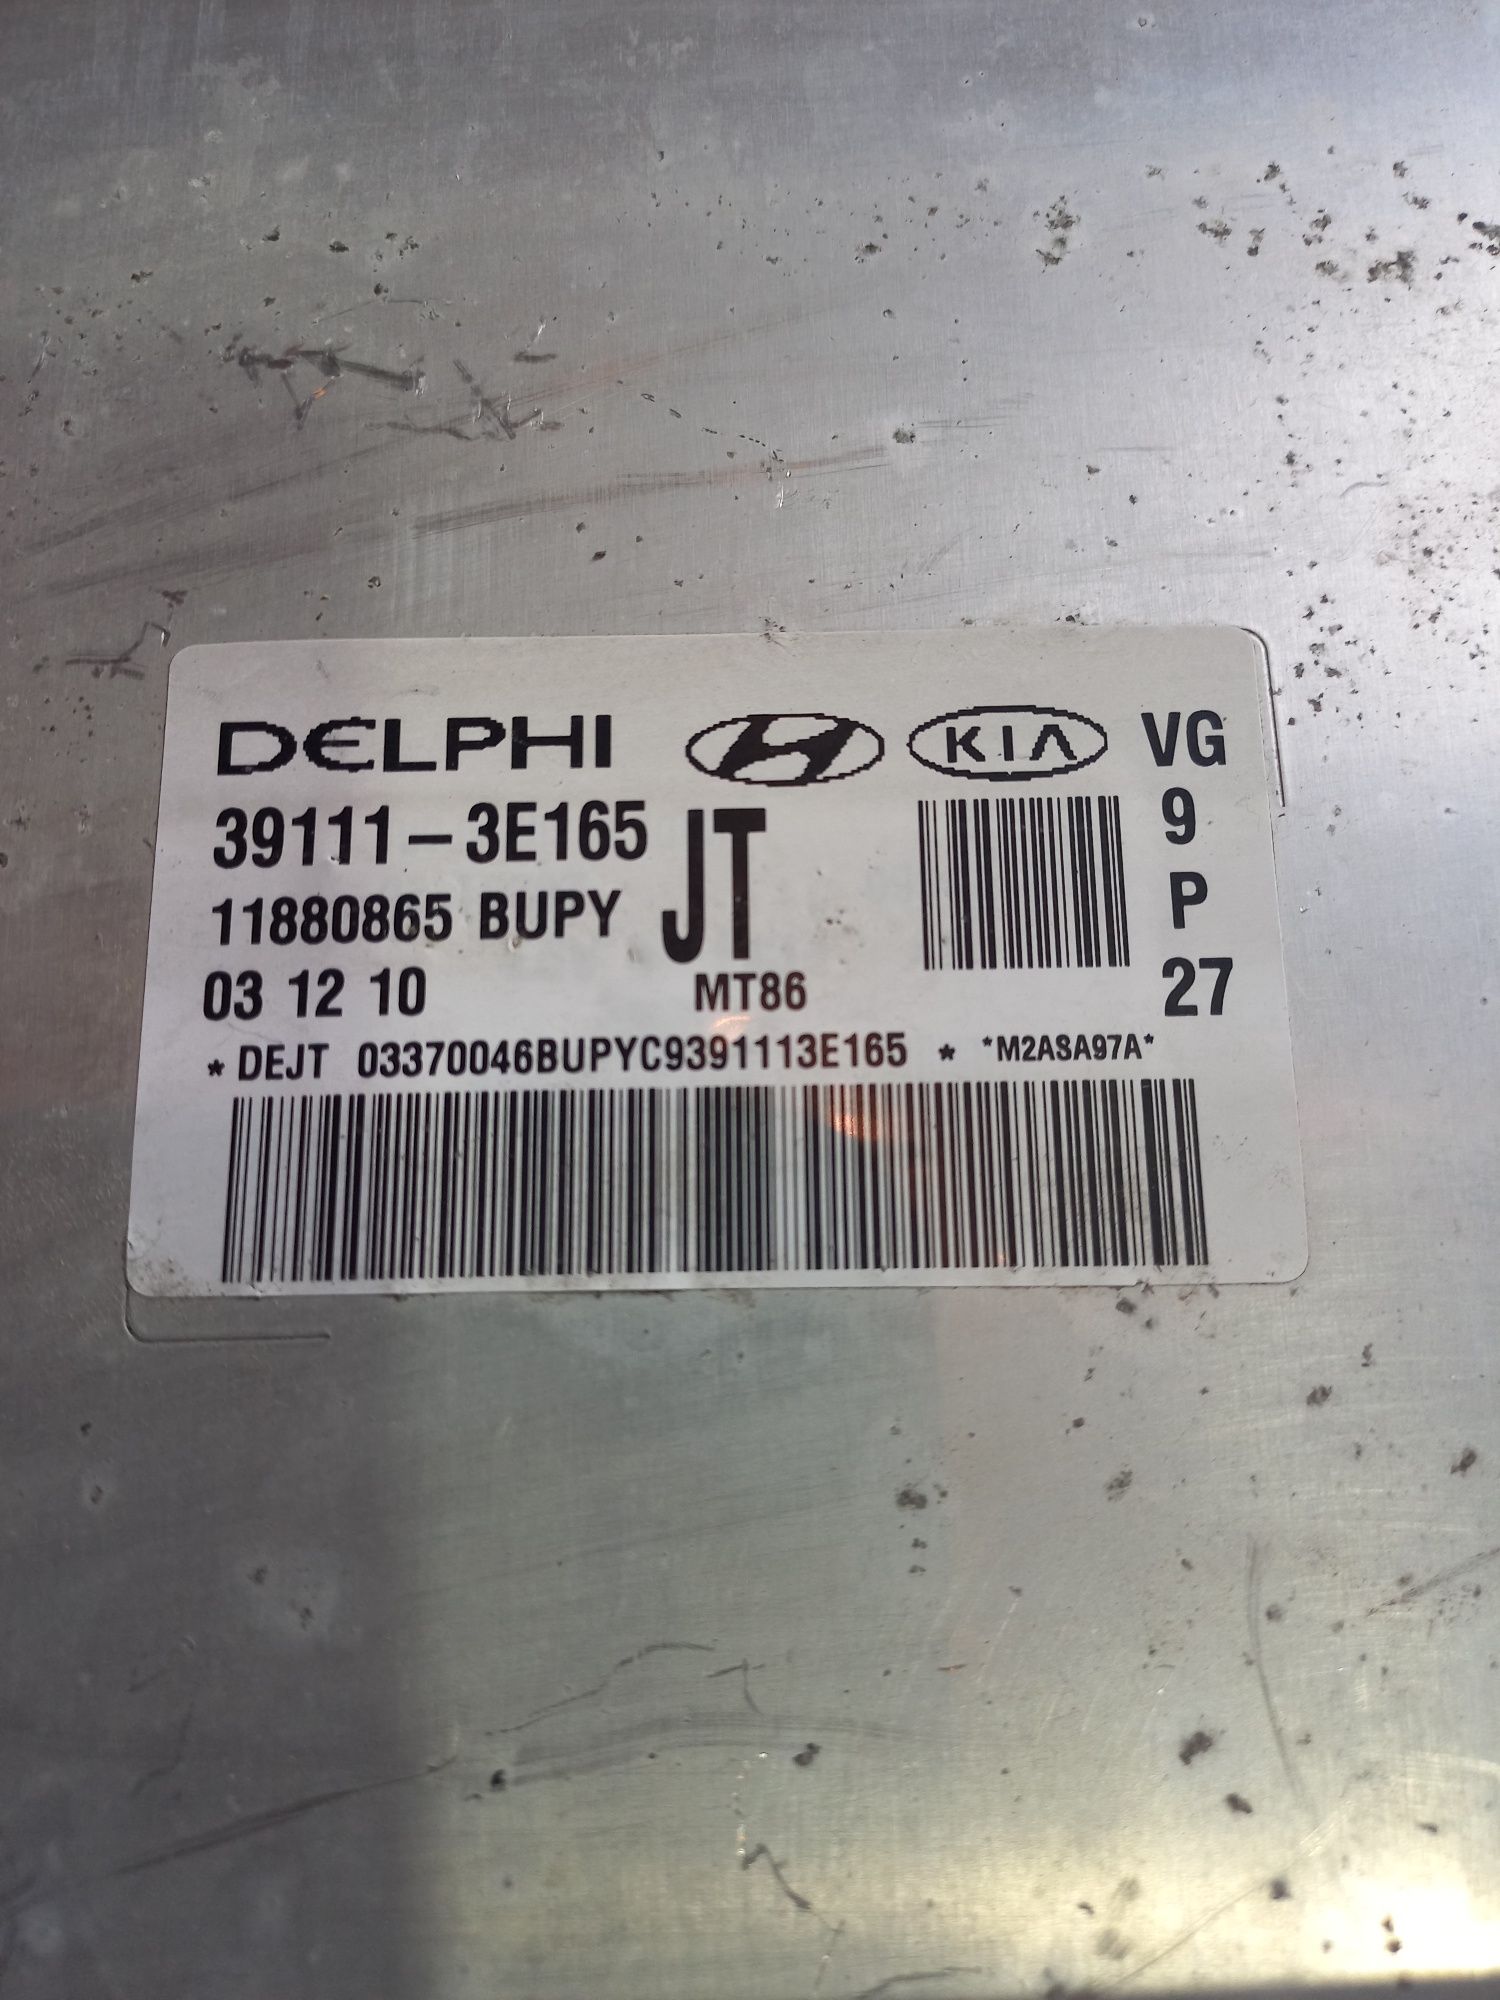 DELPHI KIA VG
39111-3E165 JT 9
11880865 BUPY P
03 12 10 MT86 27
* DEJT 03370046BUPYC9391113E165 * *M2ASA97A*